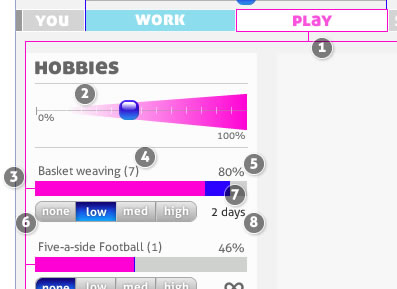 YOU WORK PLAY
1
HOBBIES
2
0%
100%
4
5
Basket weaving (7) 80%
3
7
none low med high 2 days
6
8
Five-a-side Football (1) 46%
none low med high ∞